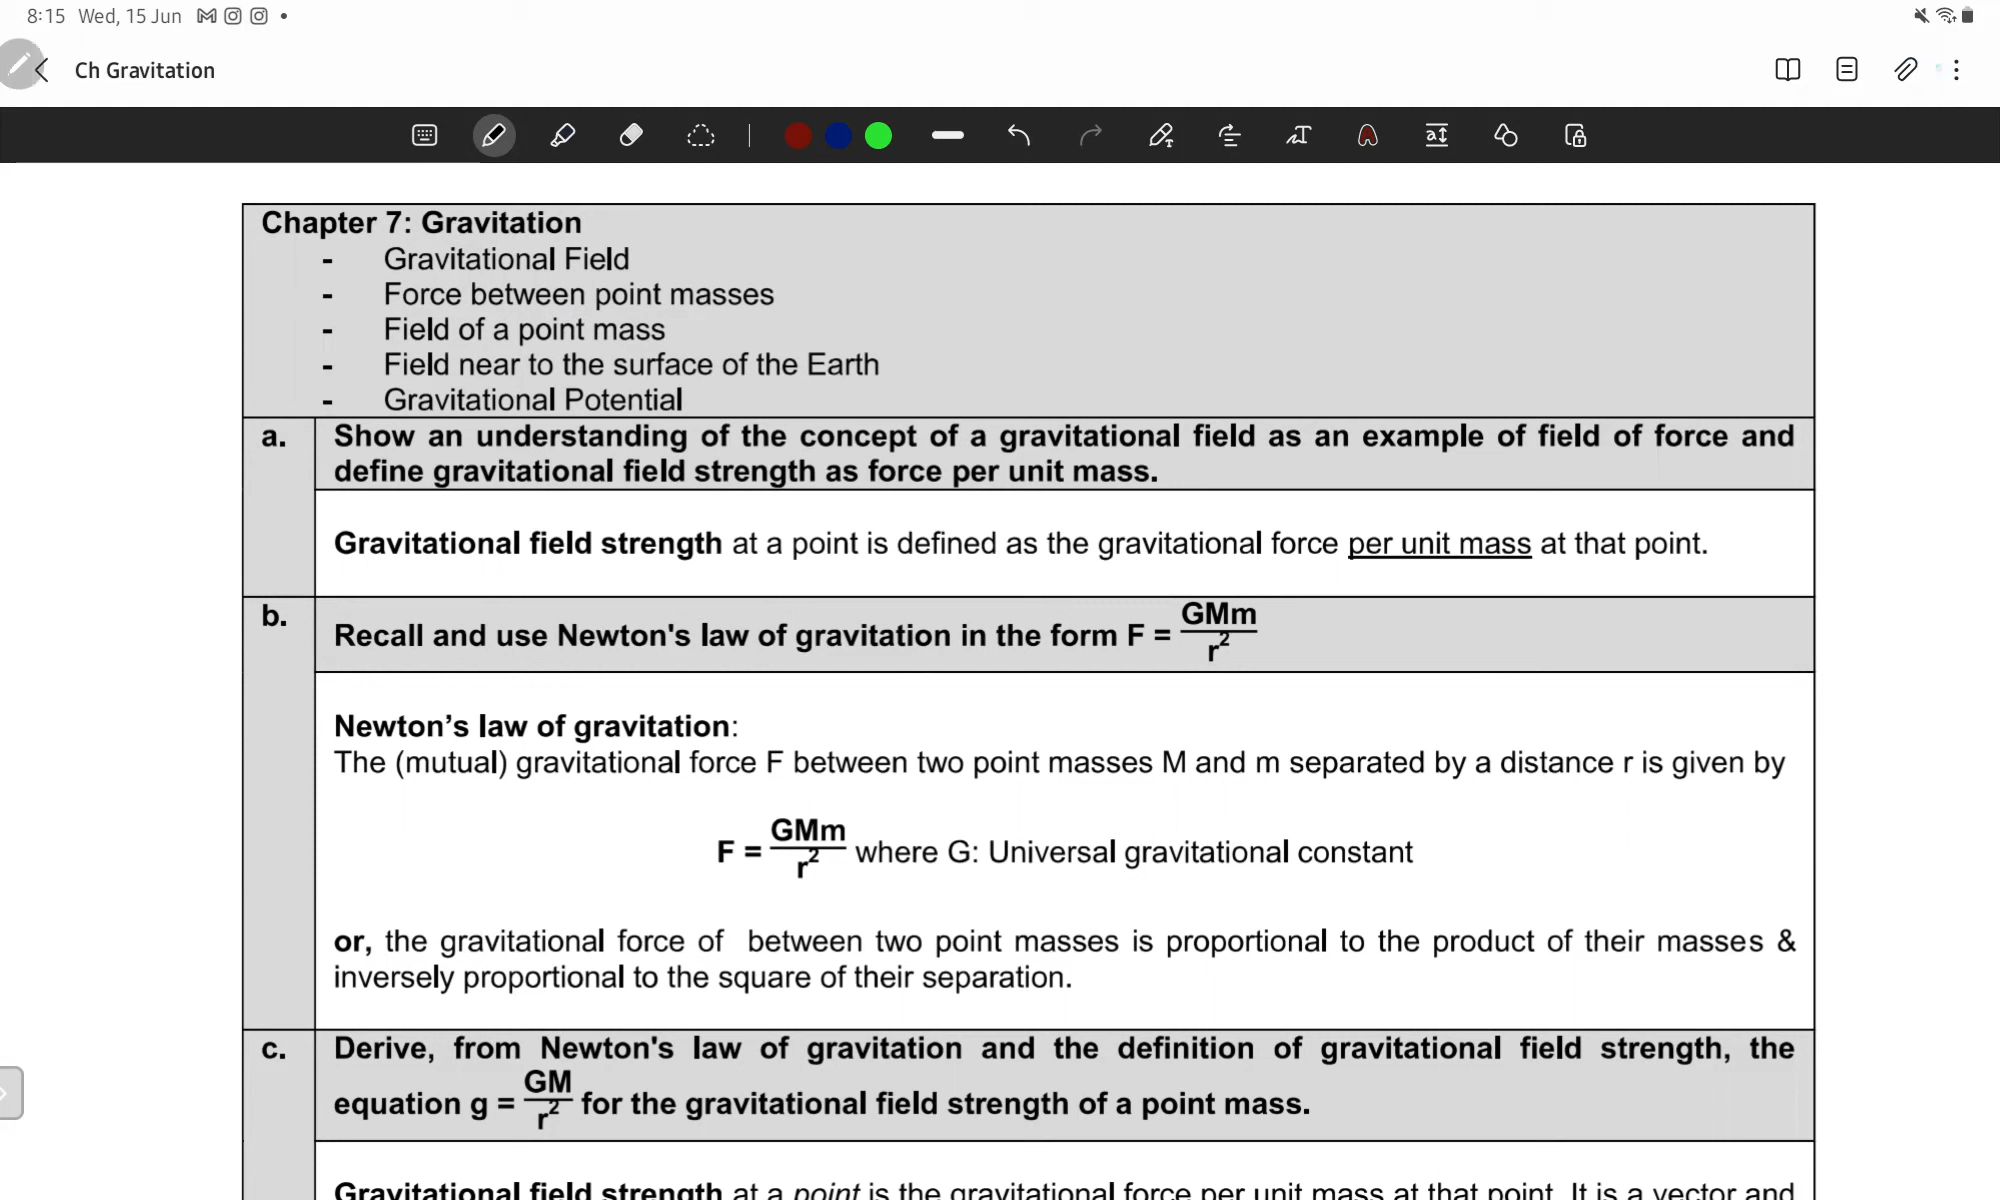 8:15 Wed, 15 Jun
Ch Gravitation
Chapter 7: Gravitation
- Gravitational Field
- Force between point masses
- Field of a point mass
- Field near to the surface of the Earth
- Gravitational Potential
a. Show an understanding of the concept of a gravitational field as an example of field of force and
define gravitational field strength as force per unit mass.
Gravitational field strength at a point is defined as the gravitational force per unit mass at that point.
b. Recall and use Newton's law of gravitation in the form F = GMm/r²
Newton’s law of gravitation:
The (mutual) gravitational force F between two point masses M and m separated by a distance r is given by
F = GMm/r² where G: Universal gravitational constant
or, the gravitational force of between two point masses is proportional to the product of their masses &
inversely proportional to the square of their separation.
c. Derive, from Newton's law of gravitation and the definition of gravitational field strength, the
equation g = GM/r² for the gravitational field strength of a point mass.
Gravitational field strength at a point is the gravitational force per unit mass at that point. It is a vector and